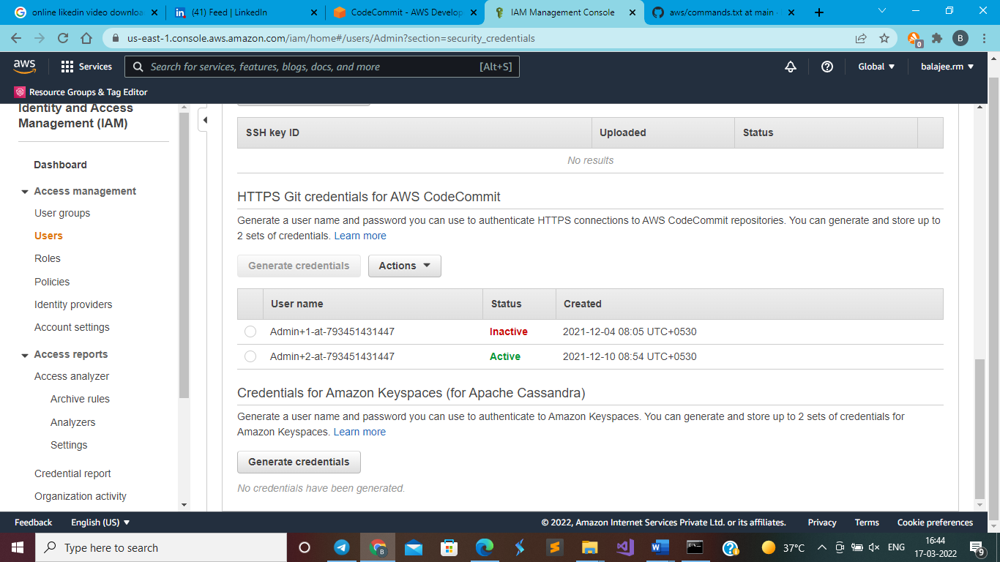 online likedin video downloa
(41) Feed | LinkedIn
CodeCommit - AWS Develop
IAM Management Console
aws/commands.txt at main ·
us-east-1.console.aws.amazon.com/iam/home#/users/Admin?section=security_credentials
0
B
aws
Services
Search for services, features, blogs, docs, and more
[Alt+S]
Global
balajee.rm
Resource Groups & Tag Editor
Identity and Access
Management (IAM)
Dashboard
Access management
User groups
Users
Roles
Policies
Identity providers
Account settings
Access reports
Access analyzer
Archive rules
Analyzers
Settings
Credential report
Organization activity
SSH key ID
Uploaded
Status
No results
HTTPS Git credentials for AWS CodeCommit
Generate a user name and password you can use to authenticate HTTPS connections to AWS CodeCommit repositories. You can generate and store up to
2 sets of credentials. Learn more
Generate credentials
Actions
User name
Status
Created
Admin+1-at-793451431447
Inactive
2021-12-04 08:05 UTC+0530
Admin+2-at-793451431447
Active
2021-12-10 08:54 UTC+0530
Credentials for Amazon Keyspaces (for Apache Cassandra)
Generate a user name and password you can use to authenticate to Amazon Keyspaces. You can generate and store up to 2 sets of credentials for
Amazon Keyspaces. Learn more
Generate credentials
No credentials have been generated.
Feedback
English (US)
© 2022, Amazon Internet Services Private Ltd. or its affiliates.
Privacy
Terms
Cookie preferences
Type here to search
37°C
ENG
16:44
17-03-2022
9